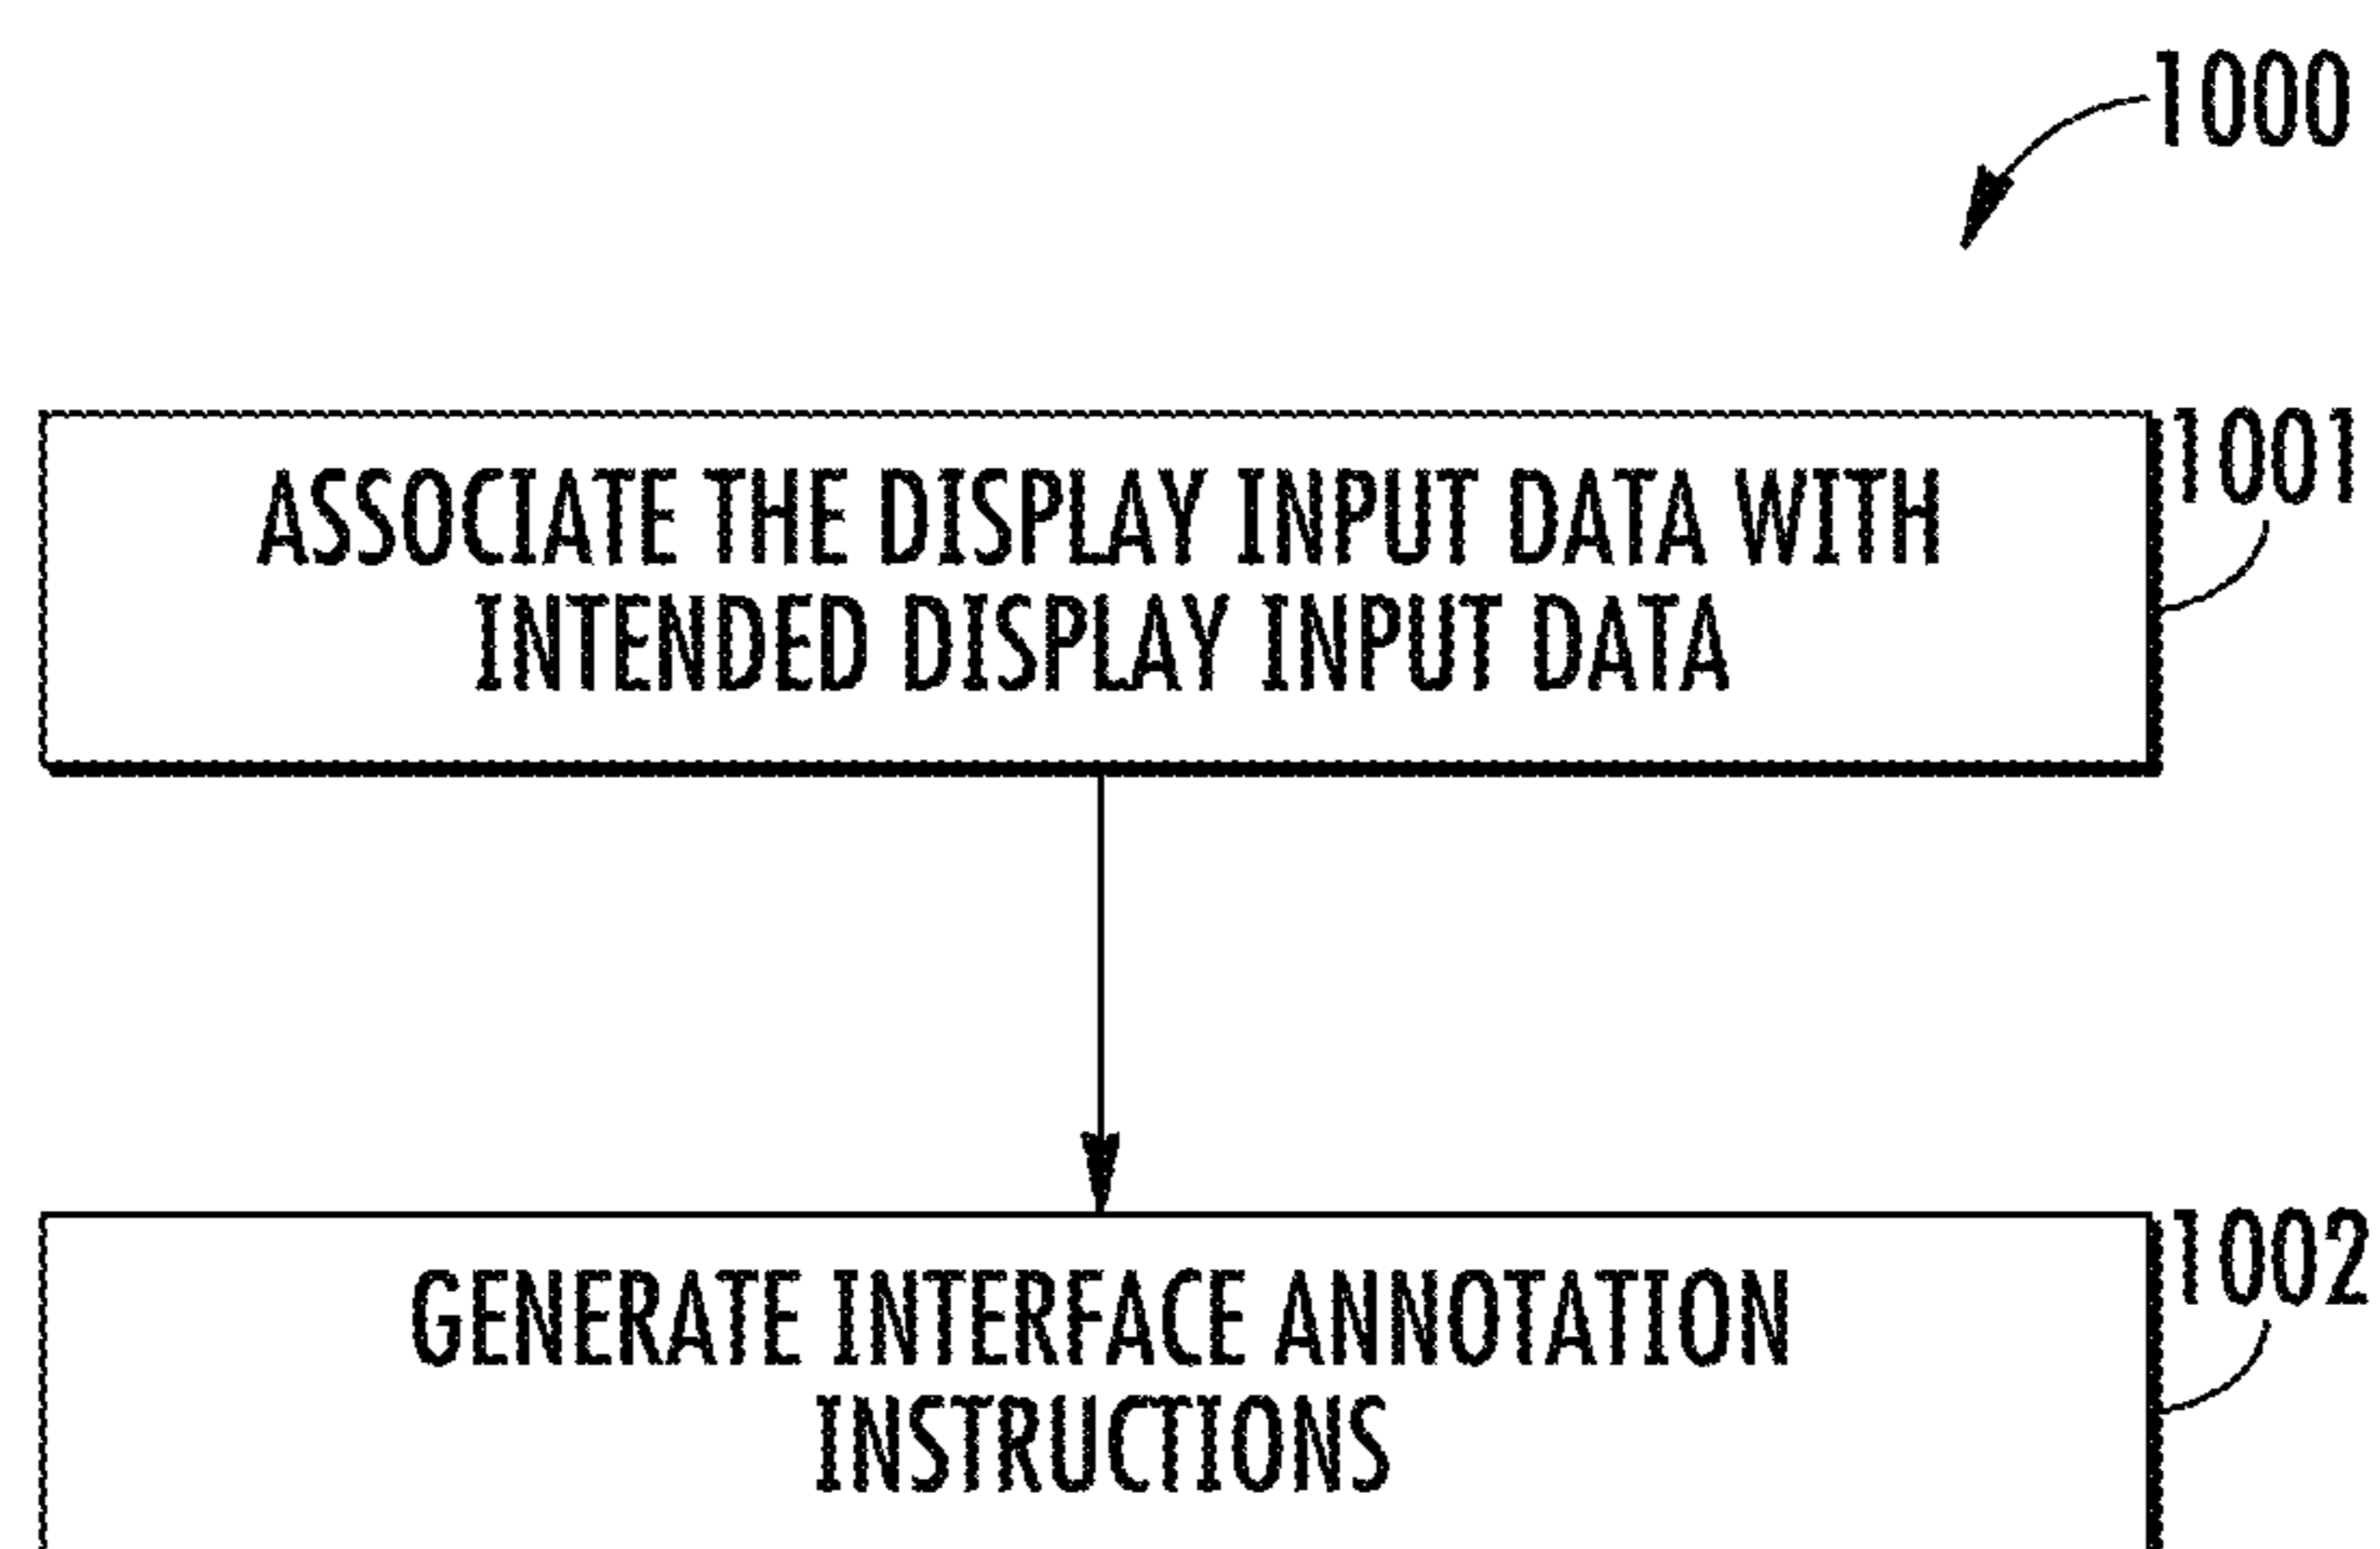 1000
1001
ASSOCIATE THE DISPLAY INPUT DATA WITH
INTENDED DISPLAY INPUT DATA
1002
GENERATE INTERFACE ANNOTATION
INSTRUCTIONS